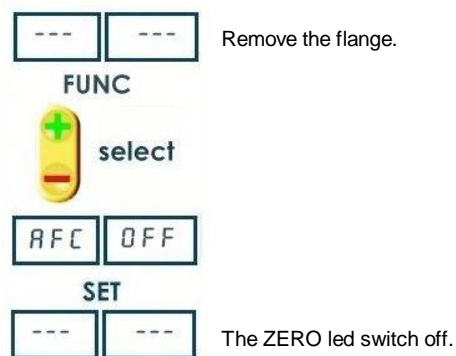 --- --- Remove the flange.
FUNC
select
AFC OFF
SET
--- --- The ZERO led switch off.